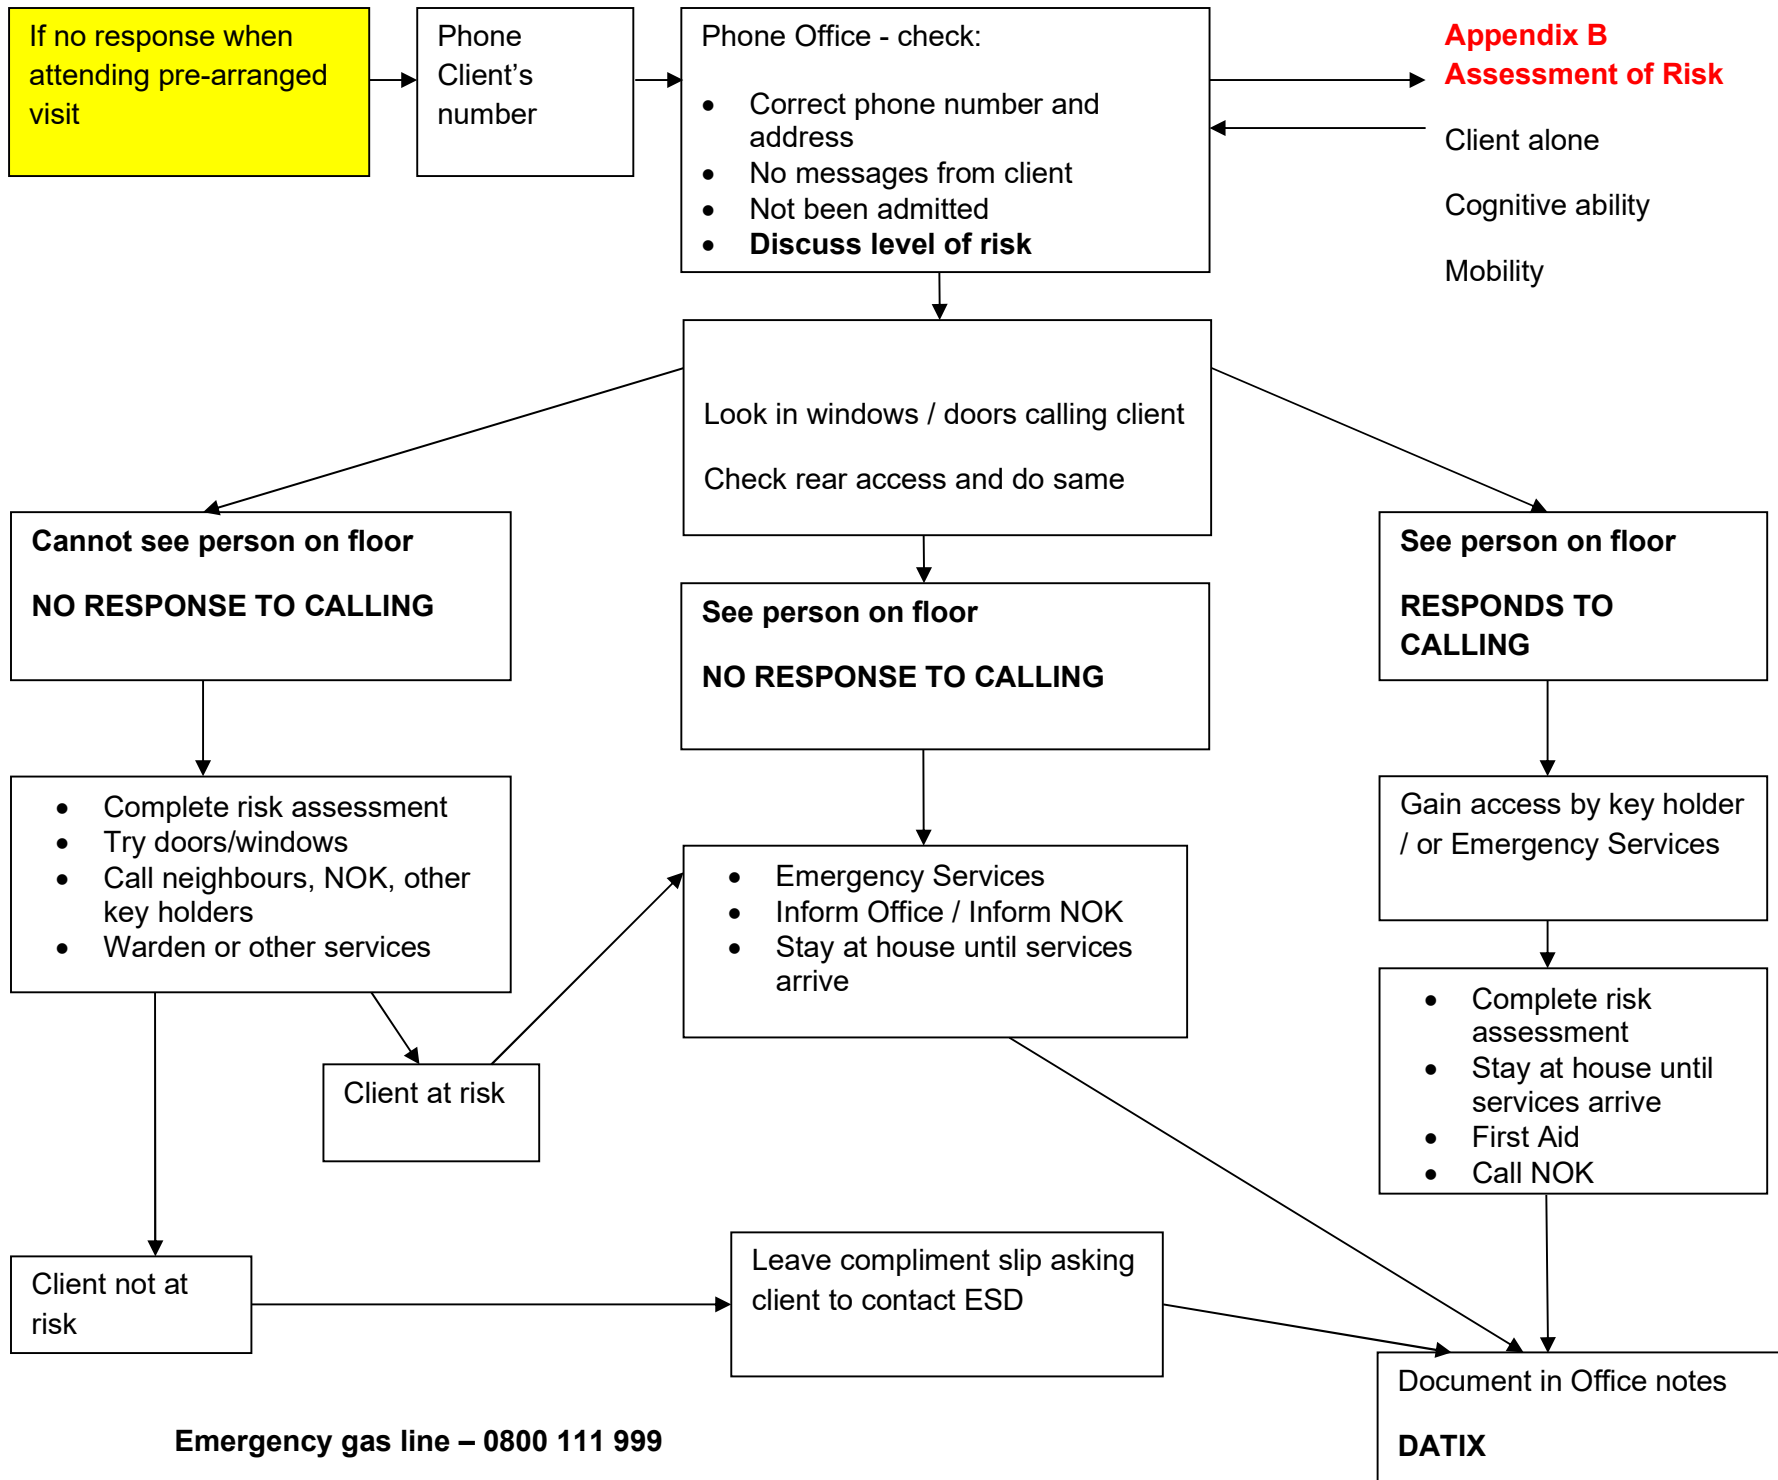 If no response when
attending pre-arranged
visit
Phone
Client’s
number
Phone Office - check:
• Correct phone number and
address
• No messages from client
• Not been admitted
• Discuss level of risk
Appendix B
Assessment of Risk
Client alone
Cognitive ability
Mobility
Look in windows / doors calling client
Check rear access and do same
Cannot see person on floor
NO RESPONSE TO CALLING
See person on floor
NO RESPONSE TO CALLING
See person on floor
RESPONDS TO
CALLING
• Complete risk assessment
• Try doors/windows
• Call neighbours, NOK, other
key holders
• Warden or other services
• Emergency Services
• Inform Office / Inform NOK
• Stay at house until services
arrive
Gain access by key holder
/ or Emergency Services
• Complete risk
assessment
• Stay at house until
services arrive
• First Aid
• Call NOK
Client at risk
Client not at
risk
Leave compliment slip asking
client to contact ESD
Document in Office notes
DATIX
Emergency gas line – 0800 111 999